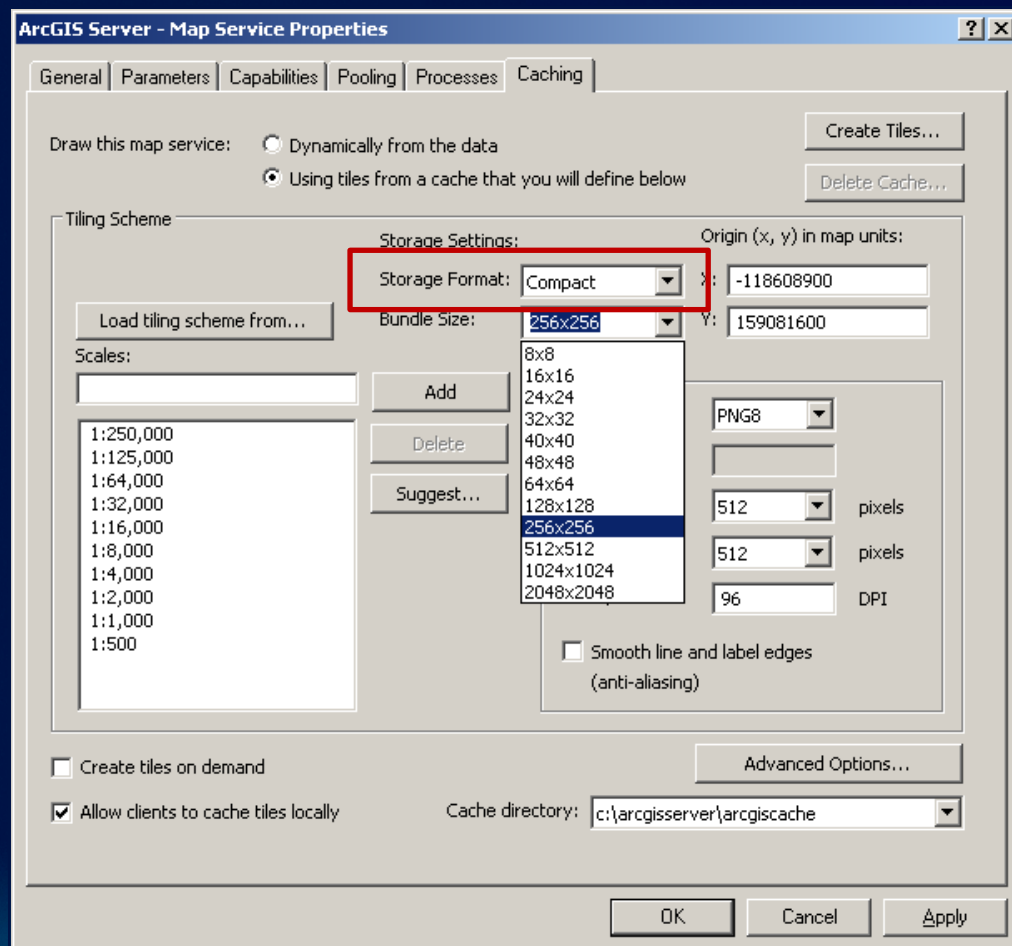 ArcGIS Server - Map Service Properties
General Parameters Capabilities Pooling Processes Caching
Draw this map service:
Dynamically from the data
Using tiles from a cache that you will define below
Create Tiles...
Delete Cache...
Tiling Scheme
Storage Settings:
Origin (x, y) in map units:
Storage Format: Compact
X: -118608900
Load tiling scheme from...
Bundle Size: 256x256
Y: 159081600
Scales:
Add
Delete
Suggest...
1:250,000
1:125,000
1:64,000
1:32,000
1:16,000
1:8,000
1:4,000
1:2,000
1:1,000
1:500
8x8
16x16
24x24
32x32
40x40
48x48
64x64
128x128
256x256
512x512
1024x1024
2048x2048
PNG8
512 pixels
512 pixels
96 DPI
Smooth line and label edges
(anti-aliasing)
Create tiles on demand
Advanced Options...
Allow clients to cache tiles locally
Cache directory: c:\arcgisserver\arcgiscache
OK Cancel Apply